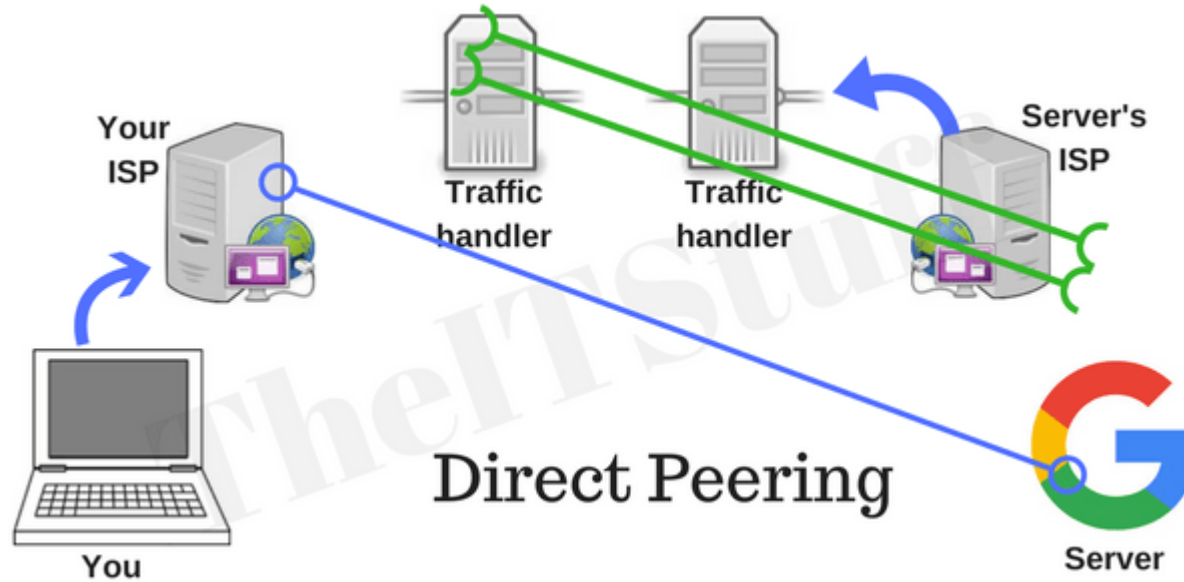 Your
ISP
Traffic
handler
Traffic
handler
Server's
ISP
TheITStuff
Direct Peering
You
Server